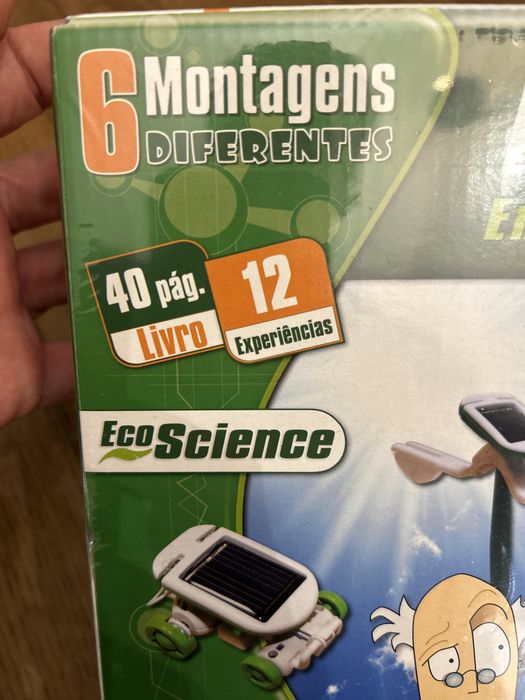 6 Montagens
DIFERENTES
40 pág.
Livro
12
Experiências
EcoScience